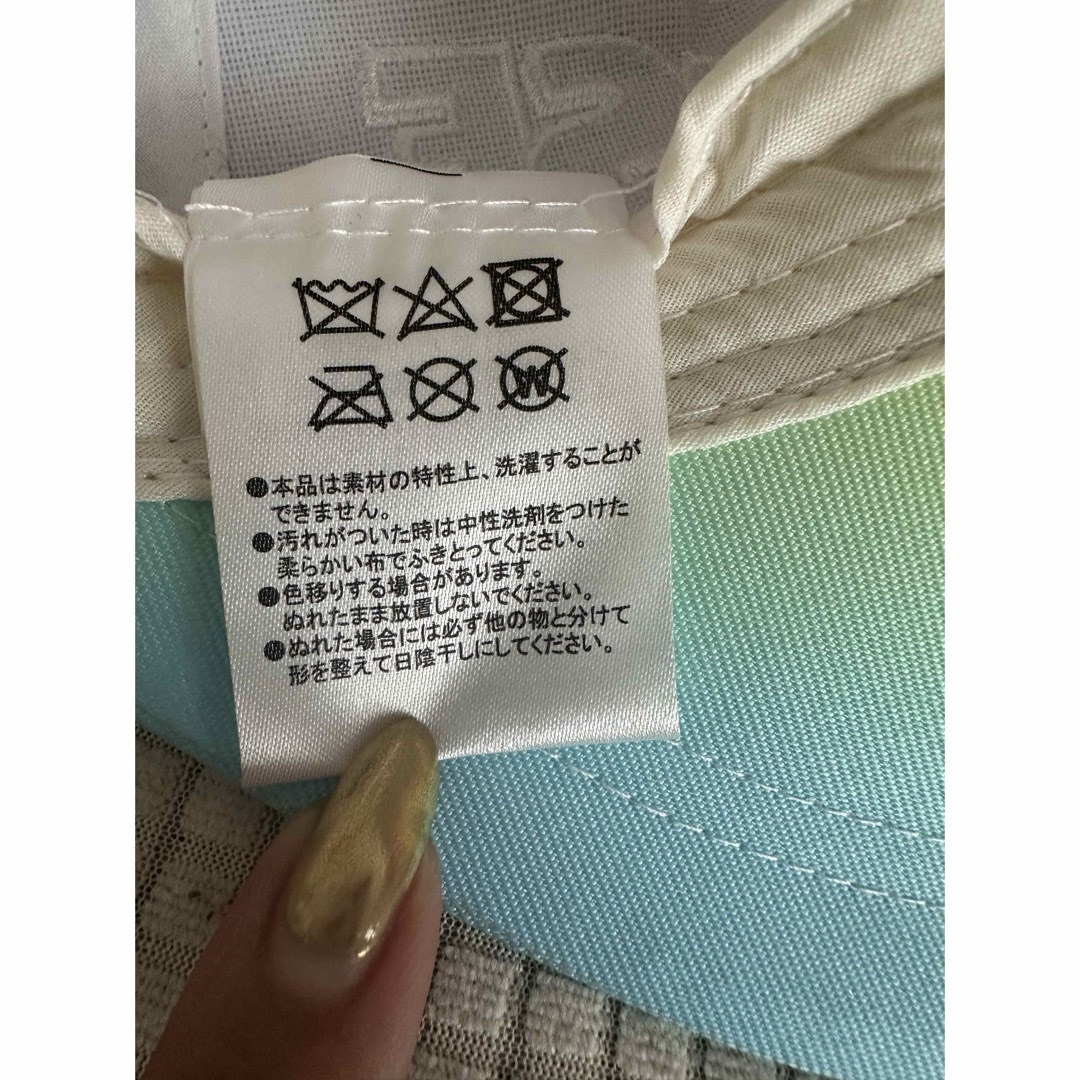 ●本品は素材の特性上、洗濯することが
できません。
●汚れがついた時は中性洗剤をつけた
柔らかい布でふきとってください。
●色移りする場合があります。
ぬれたまま放置しないでください。
●ぬれた場合には必ず他の物と分けて
形を整えて日陰干しにしてください。